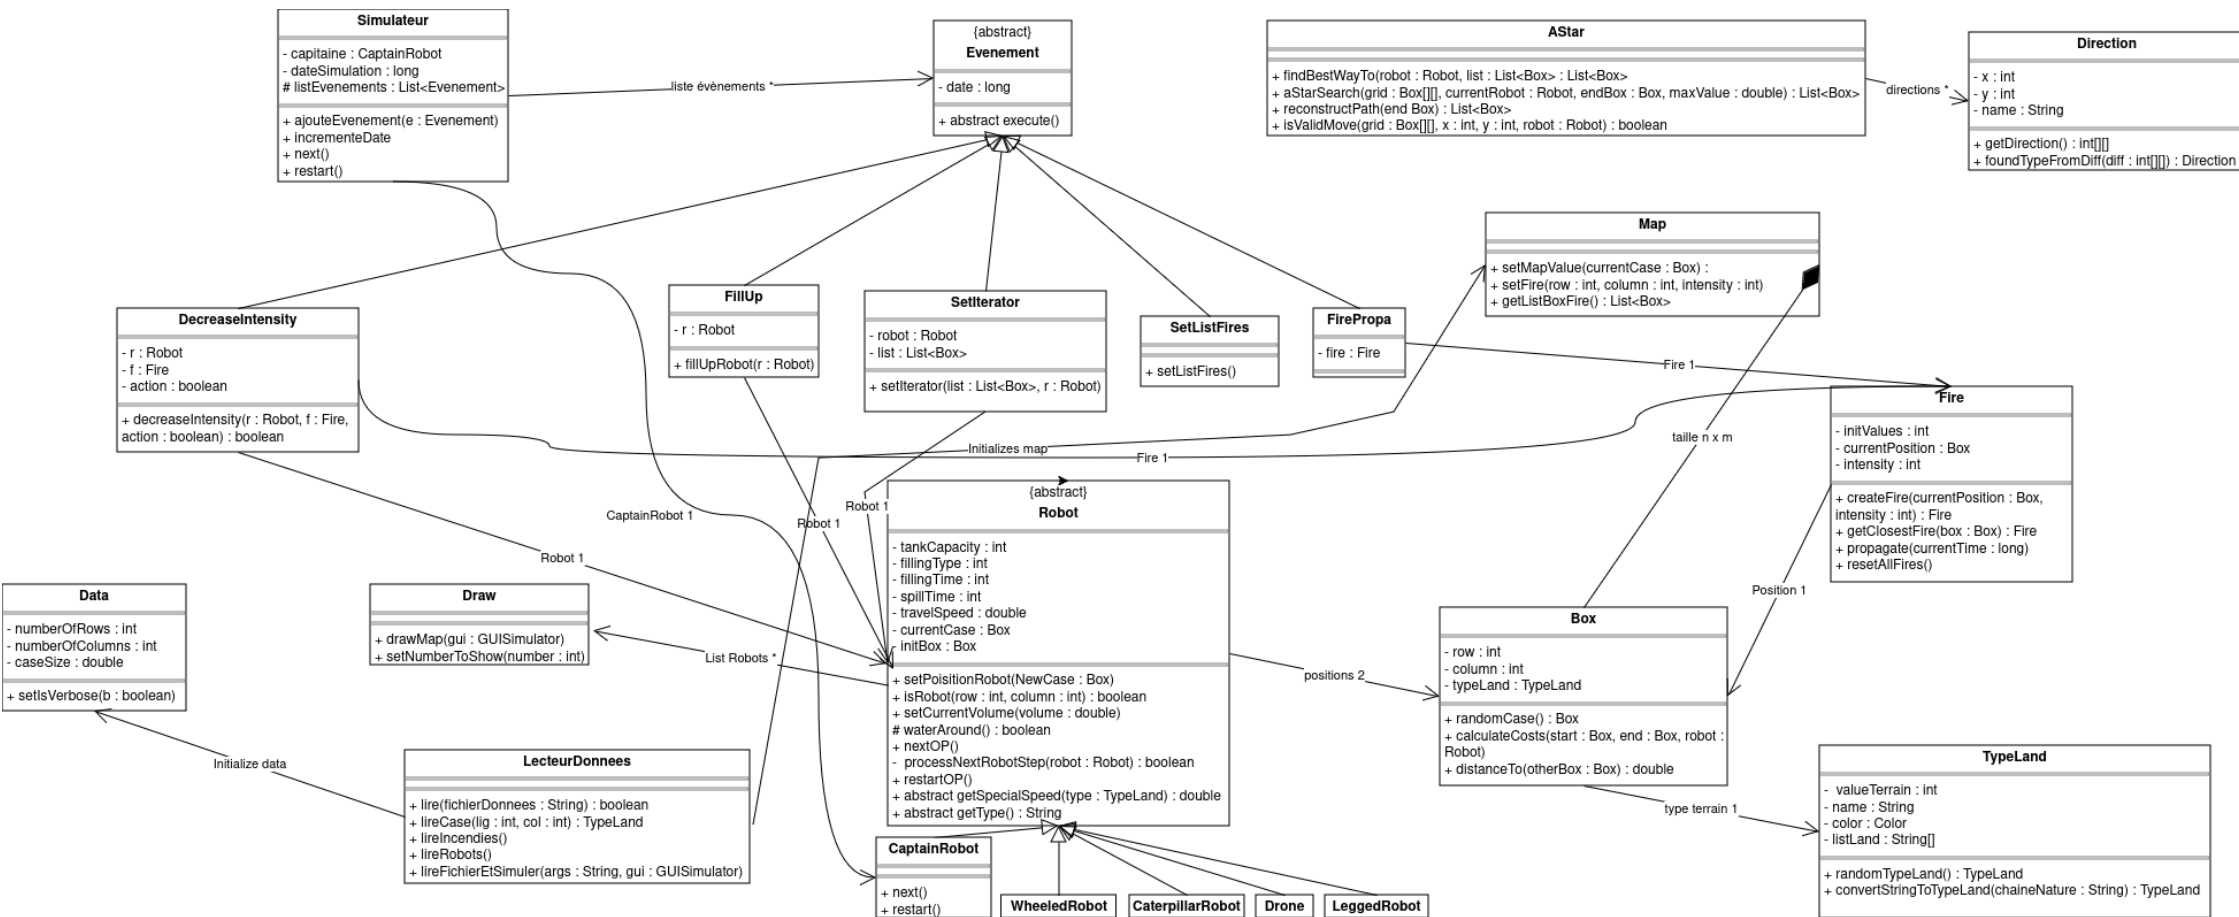 Simulateur
- capitaine : CaptainRobot
- dateSimulation : long
# listEvenements : List<Evenement>
+ ajouteEvenement(e : Evenement)
+ incrementeDate
+ next()
+ restart()
liste évènements *
{abstract}
Evenement
- date : long
+ abstract execute()
AStar
+ findBestWayTo(robot : Robot, list : List<Box> : List<Box>
+ aStarSearch(grid : Box[][], currentRobot : Robot, endBox : Box, maxValue : double) : List<Box>
+ reconstructPath(end Box) : List<Box>
+ isValidMove(grid : Box[][], x : int, y : int, robot : Robot) : boolean
directions *
Direction
- x : int
- y : int
- name : String
+ getDirection() : int[][]
+ foundTypeFromDiff(diff : int[][]) : Direction
Map
+ setMapValue(currentCase : Box) :
+ setFire(row : int, column : int, intensity : int)
+ getListBoxFire() : List<Box>
DecreaseIntensity
- r : Robot
- f : Fire
- action : boolean
+ decreaseIntensity(r : Robot, f : Fire,
action : boolean) : boolean
FillUp
- r : Robot
+ fillUpRobot(r : Robot)
SetIterator
- robot : Robot
- list : List<Box>
+ setIterator(list : List<Box>, r : Robot)
SetListFires
+ setListFires()
FirePropa
- fire : Fire
Fire 1
Fire
- initValues : int
- currentPosition : Box
- intensity : int
+ createFire(currentPosition : Box,
intensity : int) : Fire
+ getClosestFire(box : Box) : Fire
+ propagate(currentTime : long)
+ resetAllFires()
taille n x m
Initializes map
Fire 1
CaptainRobot 1
Robot 1
Robot 1
Robot 1
{abstract}
Robot
- tankCapacity : int
- fillingType : int
- fillingTime : int
- spillTime : int
- travelSpeed : double
- currentCase : Box
- initBox : Box
+ setPoisitionRobot(NewCase : Box)
+ isRobot(row : int, column : int) : boolean
+ setCurrentVolume(volume : double)
# waterAround() : boolean
+ nextOP()
- processNextRobotStep(robot : Robot) : boolean
+ restartOP()
+ abstract getSpecialSpeed(type : TypeLand) : double
+ abstract getType() : String
Position 1
Data
- numberOfRows : int
- numberOfColumns : int
- caseSize : double
+ setIsVerbose(b : boolean)
Draw
+ drawMap(gui : GUISimulator)
+ setNumberToShow(number : int)
List Robots *
positions 2
Box
- row : int
- column : int
- typeLand : TypeLand
+ randomCase() : Box
+ calculateCosts(start : Box, end : Box, robot :
Robot)
+ distanceTo(otherBox : Box) : double
Initialize data
LecteurDonnees
+ lire(fichierDonnees : String) : boolean
+ lireCase(lig : int, col : int) : TypeLand
+ lireIncendies()
+ lireRobots()
+ lireFichierEtSimuler(args : String, gui : GUISimulator)
type terrain 1
TypeLand
- valueTerrain : int
- name : String
- color : Color
- listLand : String[]
+ randomTypeLand() : TypeLand
+ convertStringToTypeLand(chaineNature : String) : TypeLand
CaptainRobot
+ next()
+ restart()
WheeledRobot
CaterpillarRobot
Drone
LeggedRobot